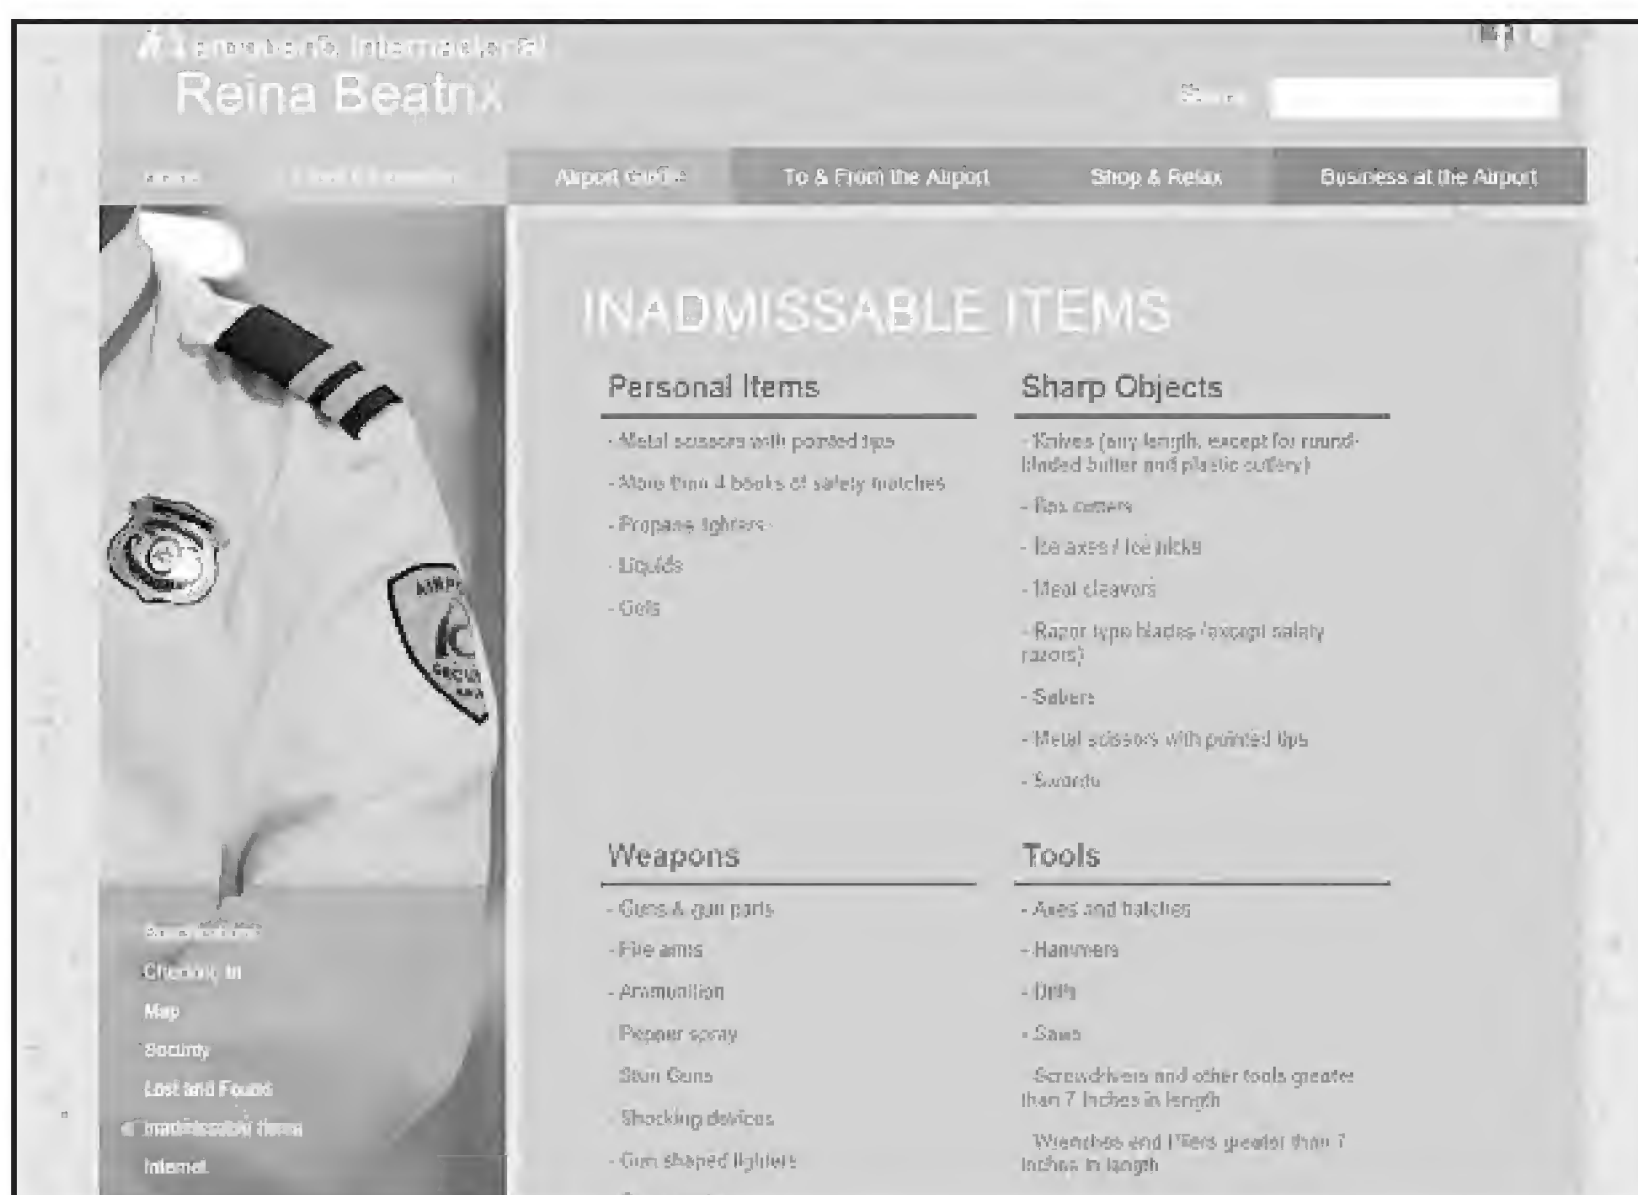 Reina Beatrix
Airport
To & From the Airport
Shop & Relax
Business at the Airport
INADMISSABLE ITEMS
Personal Items
- Metal scissors with pointed tips
- More than 4 books of safety matches
- Propane lighters
- Liquids
- Gels
Sharp Objects
- Knives (any length, except for round-
bladed butter and plastic cutlery)
- Box cutters
- Ice axes / Ice picks
- Meat cleavers
- Razor type blades (except safety
razors)
- Sabers
- Metal scissors with pointed tips
- Swords
Weapons
- Guns & gun parts
- Fire arms
- Ammunition
Pepper spray
Stun Guns
- Shocking devices
- Gun shaped lighters
Tools
- Axes and hatches
- Hammers
- Drills
- Saws
- Screwdrivers and other tools greater
than 7 Inches in length
Wrenches and Pliers greater than 7
Inches in length
Checking In
Map
Security
Lost and Found
Inadmissable Items
Internet
AIRP
SECUR